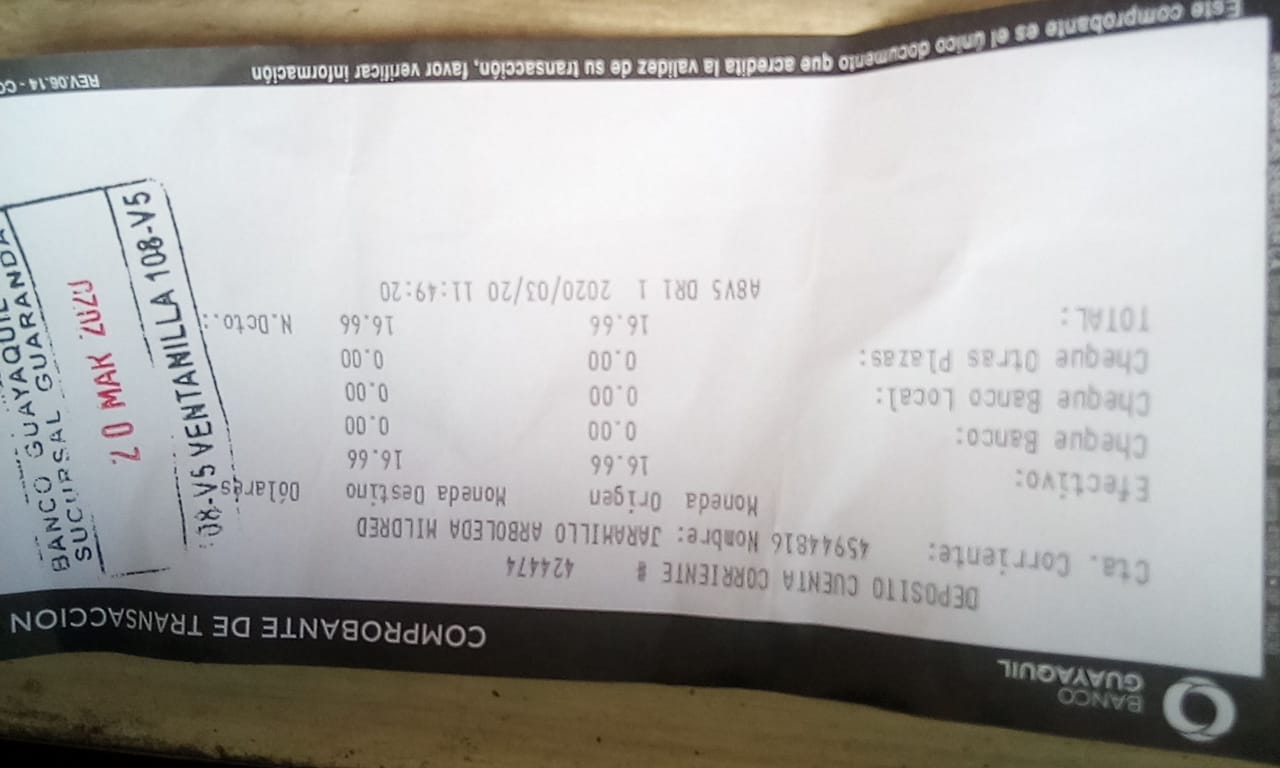 BANCO
GUAYAQUIL
COMPROBANTE DE TRANSACCION
DEPOSITO CUENTA CORRIENTE # 424474
Cta. Corriente: 45944816 Nombre: JARAMILLO ARBOLEDA MILDRED
Moneda Origen Moneda Destino Dólares
Efectivo: 16.66 16.66
Cheque Banco: 0.00 0.00
Cheque Banco Local: 0.00 0.00
Cheque Otras Plazas: 0.00 0.00
TOTAL: 16.66 16.66 N.Dcto.:
A8V5 DRI 1 2020/03/20 11:49:20
BANCO GUAYAQUIL
SUCURSAL GUARANDA
20 MAR 2020
108-V5 VENTANILLA 108-V5
Este comprobante es el único documento que acredita la validez de su transacción, favor verificar información
REV.06.14 -